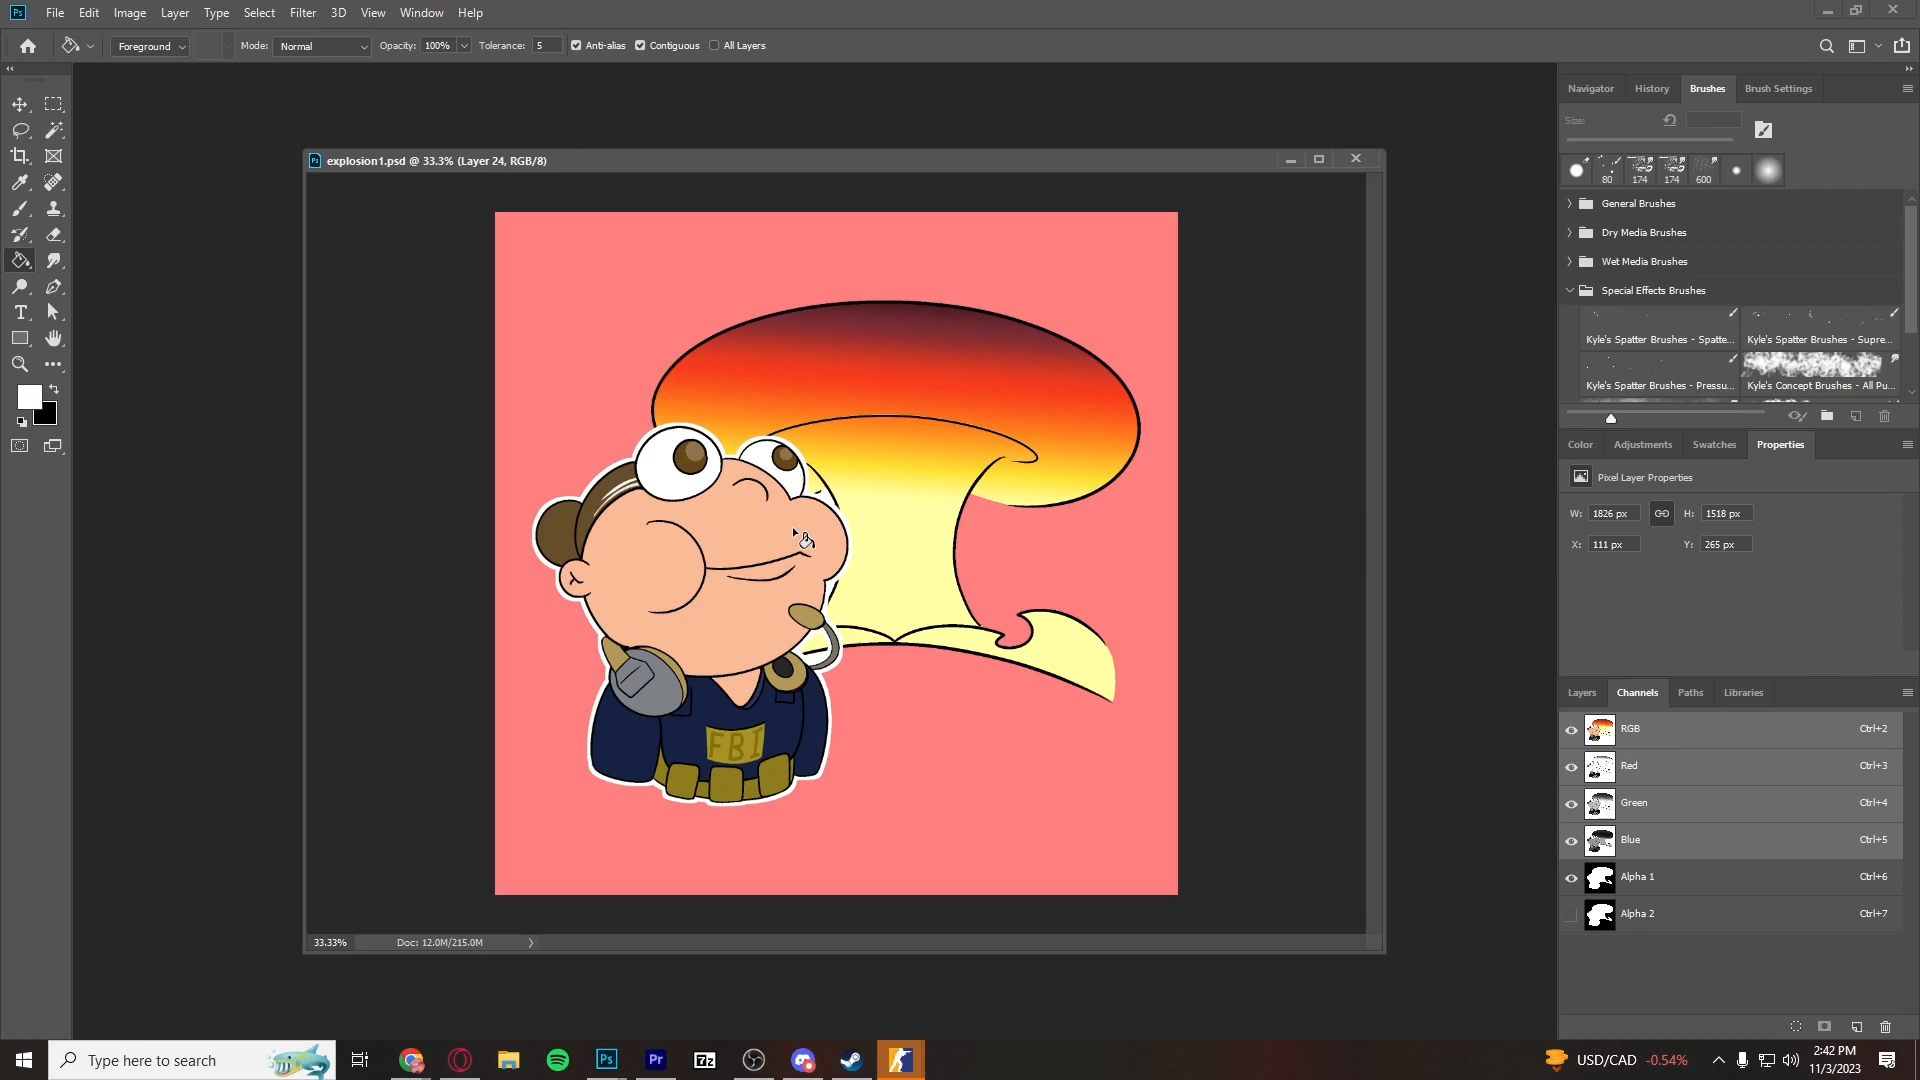 Ps File Edit Image Layer Type Select Filter 3D View Window Help
Foreground Mode: Normal Opacity: 100% Tolerance: 5 Anti-alias Contiguous All Layers
Navigator History Brushes Brush Settings
Size:
80 174 174 600
General Brushes
Dry Media Brushes
Wet Media Brushes
Special Effects Brushes
Kyle's Spatter Brushes - Spatte... Kyle's Spatter Brushes - Supre...
Kyle's Spatter Brushes - Pressu... Kyle's Concept Brushes - All Pu...
Color Adjustments Swatches Properties
Pixel Layer Properties
W: 1826 px H: 1518 px
X: 111 px Y: 265 px
Layers Channels Paths Libraries
RGB Ctrl+2
Red Ctrl+3
Green Ctrl+4
Blue Ctrl+5
Alpha 1 Ctrl+6
Alpha 2 Ctrl+7
Ps explosion1.psd @ 33.3% (Layer 24, RGB/8)
FBI
33.33% Doc: 12.0M/215.0M
Type here to search
Ps Pr 7z
USD/CAD -0.54%
2:42 PM
11/3/2023